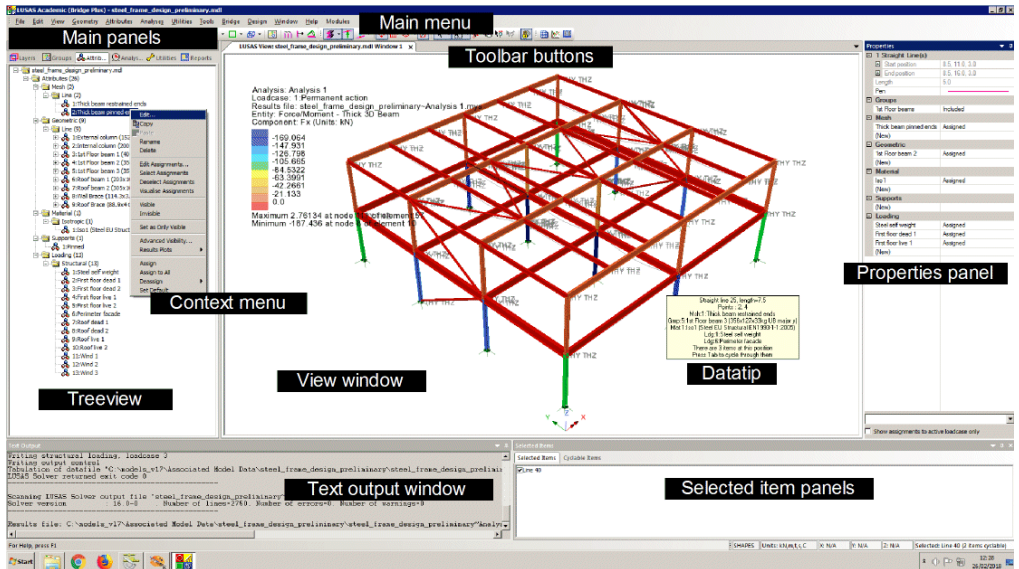 LUSAS Academic (Bridge Plus) - steel_frame_design_preliminary.mdl
File Edit View Geometry Attributes Analyses Utilities Tools Bridge Design Window Help Modules
Main menu
Main panels
Toolbar buttons
Layers Groups Attrib... Analys... Utilities Reports
LUSAS View: steel_frame_design_preliminary.mdl Window 1
steel_frame_design_preliminary.mdl
Attributes (26)
Mesh (2)
Line (2)
1:Thick beam restrained ends
2:Thick beam pinned
Geometric (9)
Line (9)
1:External column
2:Internal column (200
3:1st Floor beam 1
4:1st Floor beam 2
5:1st Floor beam 3
6:Roof beam 1
7:Roof beam 2
8:Wall Brace (114.3x
9:Roof Brace
Material (1)
Isotropic (1)
1:Iso1 (Steel EU Struct
Supports (1)
1:Pinned
Loading (13)
Structural (13)
1:Steel self weight
2:First floor dead 1
3:First floor dead 2
4:First floor live 1
5:First floor live 2
6:Perimeter facade
7:Roof dead 1
8:Roof dead 2
9:Roof live 1
10:Roof live 2
11:Wind 1
12:Wind 2
13:Wind 3
Treeview
Edit...
Copy
Paste
Rename
Delete
Edit Assignments...
Select Assignments
Deselect Assignments
Visualise Assignments
Visible
Invisible
Set as Only Visible
Advanced Visibility...
Results Plots
Assign
Assign to All
Deassign
Set Default
Context menu
Analysis: Analysis 1
Loadcase: 1:Permanent action
Results file: steel_frame_design_preliminary~Analysis 1.mys
Entity: Force/Moment - Thick 3D Beam
Component: Fx (Units: kN)
-169.064
-147.931
-126.798
-105.665
-84.5322
-63.3991
-42.2661
-21.133
0.0
Maximum 2.76134 at node
Minimum -187.436 at node
View window
Straight line 25, length=7.5
Points : 2, 4
Msh:1: Thick beam restrained ends
Mat:1:Iso1 (Steel EU Structural EN1993-1-1:2005)
Ldg:1:Steel self weight
Ldg:6:Perimeter facade
There are 3 items at this position
Press Tab to cycle through them
Datatip
Properties
1 Straight Line(s)
Start position
End position
Length 5.0
Pen
Groups
1st Floor beams Included
Mesh
Thick beam pinned ends Assigned
(New)
Geometric
1st Floor beam 2 Assigned
(New)
Material
Iso1 Assigned
(New)
Supports
(New)
Loading
Steel self weight Assigned
First floor dead 1 Assigned
First floor live 1 Assigned
(New)
Properties panel
Show assignments to active loadcase only
Text Output
Writing structural loading, loadcase 3
Writing output control
LUSAS Solver returned exit code 0
Text output window
Selected Items
Selected Items Cyclable Items
Line 40
Selected item panels
For Help, press F1
SHAPES Units: kN,m,t,s,C X: N/A Y: N/A Z: N/A Selected: Line 40 (2 items cyclable)
Start
12:28
26/02/2018